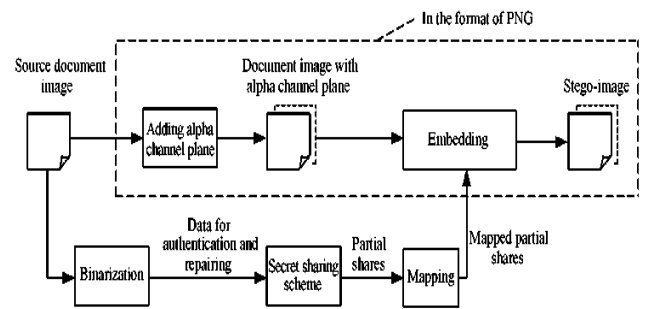 In the format of PNG
Source document
image
Document image with
alpha channel plane
Stego-image
Adding alpha
channel plane
Embedding
Data for
authentication and
repairing
Partial
shares
Mapped partial
shares
Binarization
Secret sharing
scheme
Mapping